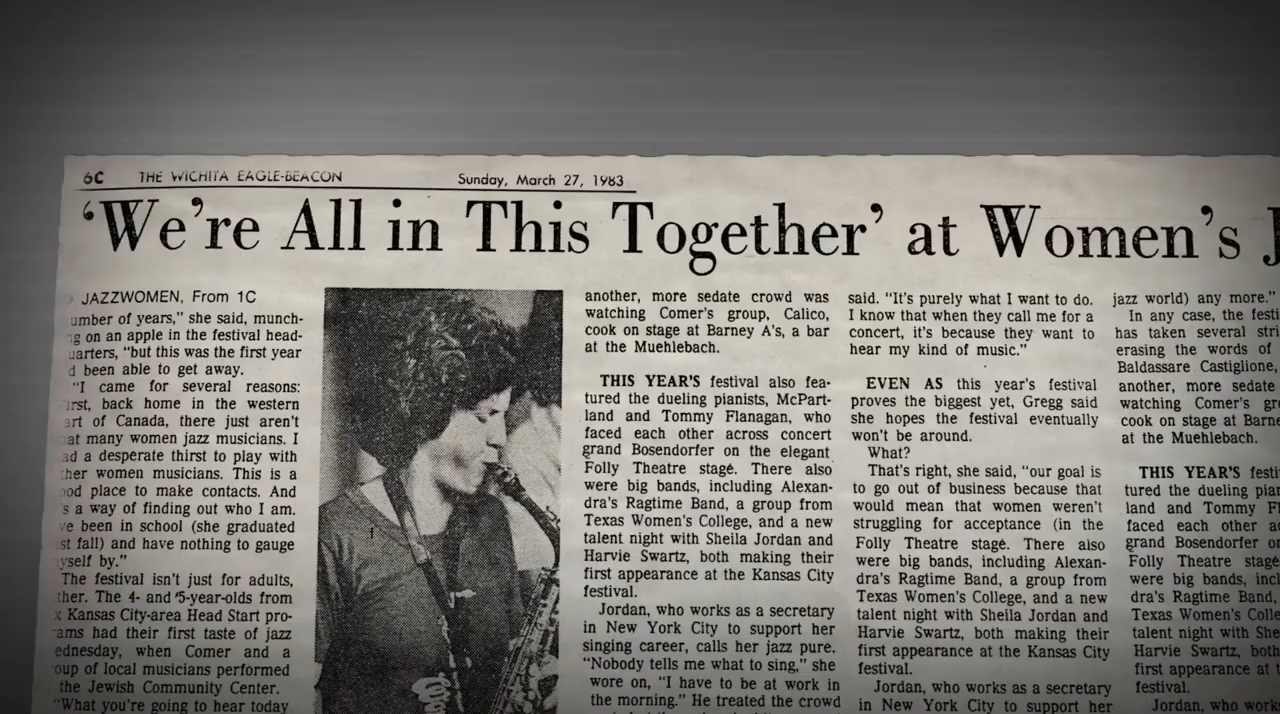 6C THE WICHITA EAGLE-BEACON Sunday, March 27, 1983
‘We’re All in This Together’ at Women’s J
JAZZWOMEN, From 1C
umber of years,” she said, munch-
g on an apple in the festival head-
uarters, “but this was the first year
d been able to get away.
“I came for several reasons:
irst, back home in the western
art of Canada, there just aren't
at many women jazz musicians. I
ad a desperate thirst to play with
her women musicians. This is a
ood place to make contacts. And
s a way of finding out who I am.
ve been in school (she graduated
st fall) and have nothing to gauge
yself by.”
The festival isn't just for adults,
ther. The 4- and 5-year-olds from
x Kansas City-area Head Start pro-
ams had their first taste of jazz
ednesday, when Comer and a
oup of local musicians performed
the Jewish Community Center.
“What you're going to hear today
another, more sedate crowd was
watching Comer's group, Calico,
cook on stage at Barney A's, a bar
at the Muehlebach.
THIS YEAR'S festival also fea-
tured the dueling pianists, McPart-
land and Tommy Flanagan, who
faced each other across concert
grand Bosendorfer on the elegant
Folly Theatre stage. There also
were big bands, including Alexan-
dra's Ragtime Band, a group from
Texas Women's College, and a new
talent night with Sheila Jordan and
Harvie Swartz, both making their
first appearance at the Kansas City
festival.
Jordan, who works as a secretary
in New York City to support her
singing career, calls her jazz pure.
“Nobody tells me what to sing,” she
wore on, “I have to be at work in
the morning.” He treated the crowd
said. “It's purely what I want to do.
I know that when they call me for a
concert, it's because they want to
hear my kind of music.”
EVEN AS this year's festival
proves the biggest yet, Gregg said
she hopes the festival eventually
won't be around.
What?
That's right, she said, “our goal is
to go out of business because that
would mean that women weren't
struggling for acceptance (in the
Folly Theatre stage. There also
were big bands, including Alexan-
dra's Ragtime Band, a group from
Texas Women's College, and a new
talent night with Sheila Jordan and
Harvie Swartz, both making their
first appearance at the Kansas City
festival.
Jordan, who works as a secretary
in New York City to support her
jazz world) any more.”
In any case, the festi
has taken several stri
erasing the words of
Baldassare Castiglione,
another, more sedate
watching Comer's gr
cook on stage at Barne
at the Muehlebach.
THIS YEAR'S festi
tured the dueling pian
land and Tommy Fl
faced each other a
grand Bosendorfer on
Folly Theatre stage
were big bands, incl
dra's Ragtime Band,
Texas Women's Colle
talent night with She
Harvie Swartz, both
first appearance at t
festival.
Jordan, who work